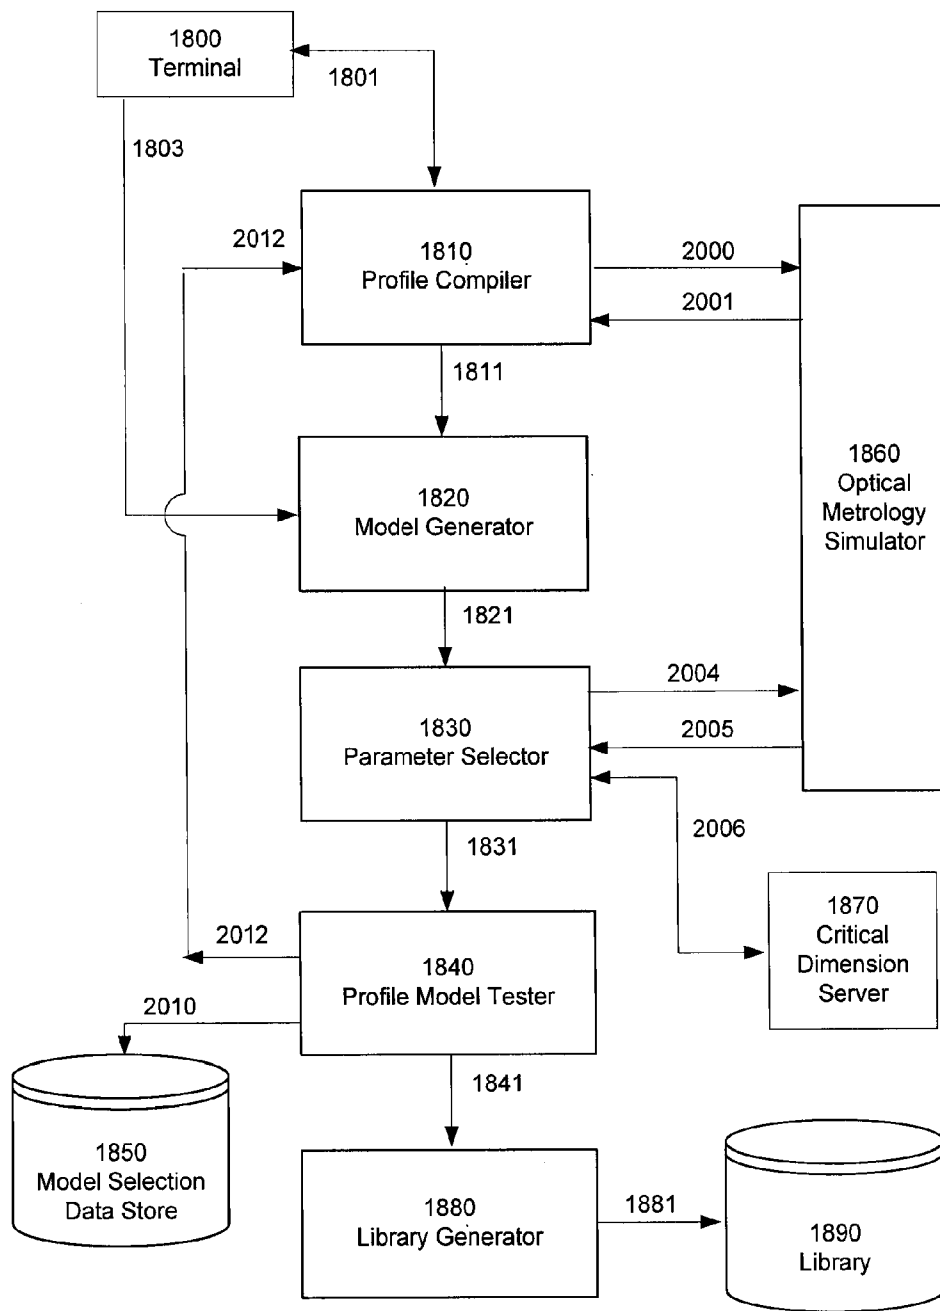 1800
Terminal
1801
1803
2012
1810
Profile Compiler
2000
2001
1811
1820
Model Generator
1860
Optical
Metrology
Simulator
1821
2004
1830
Parameter Selector
2005
2006
1831
1870
Critical
Dimension
Server
2012
1840
Profile Model Tester
2010
1841
1850
Model Selection
Data Store
1880
Library Generator
1881
1890
Library